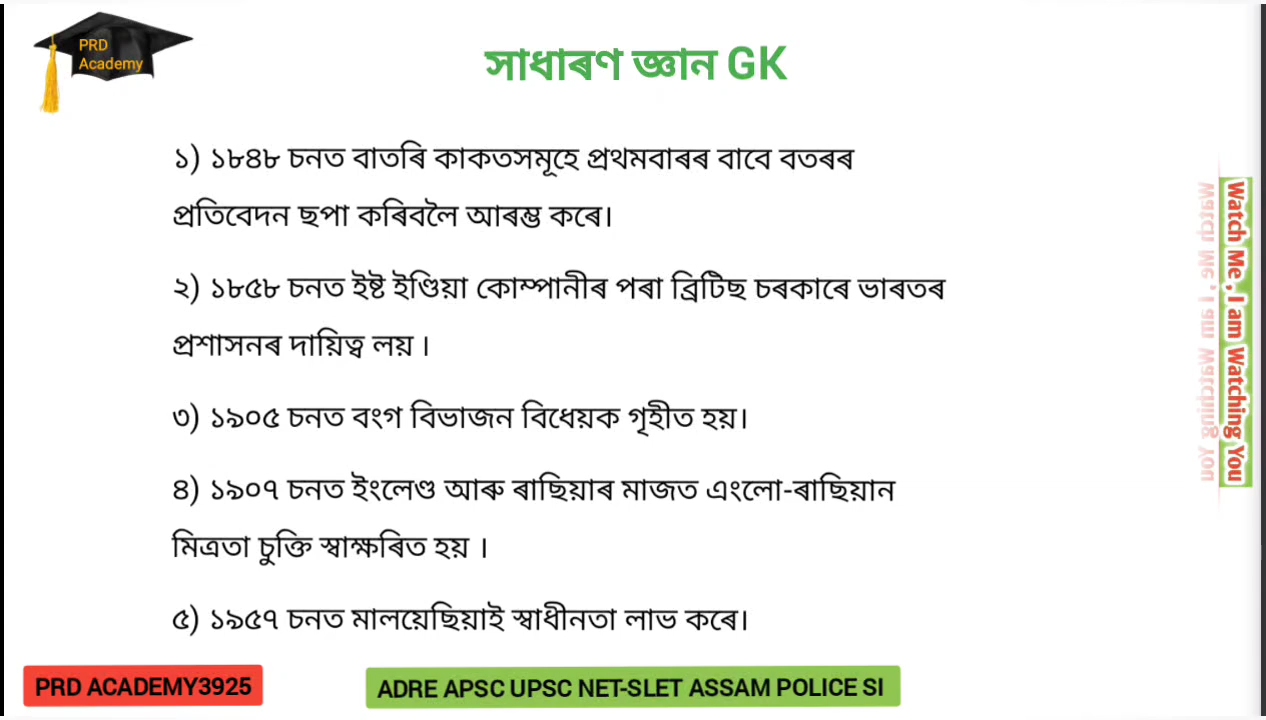 PRD
Academy
সাধাৰণ জ্ঞান GK
১) ১৮৪৮ চনত বাতৰি কাকতসমূহে প্ৰথমবাৰৰ বাবে বতৰৰ
প্ৰতিবেদন ছপা কৰিবলৈ আৰম্ভ কৰে।
২) ১৮৫৮ চনত ইষ্ট ইণ্ডিয়া কোম্পানীৰ পৰা ব্ৰিটিছ চৰকাৰে ভাৰতৰ
প্ৰশাসনৰ দায়িত্ব লয় ।
৩) ১৯০৫ চনত বংগ বিভাজন বিধেয়ক গৃহীত হয়।
৪) ১৯০৭ চনত ইংলেণ্ড আৰু ৰাছিয়াৰ মাজত এংলো-ৰাছিয়ান
মিত্ৰতা চুক্তি স্বাক্ষৰিত হয় ।
৫) ১৯৫৭ চনত মালয়েছিয়াই স্বাধীনতা লাভ কৰে।
Watch Me , I am Watching You
PRD ACADEMY3925
ADRE APSC UPSC NET-SLET ASSAM POLICE SI